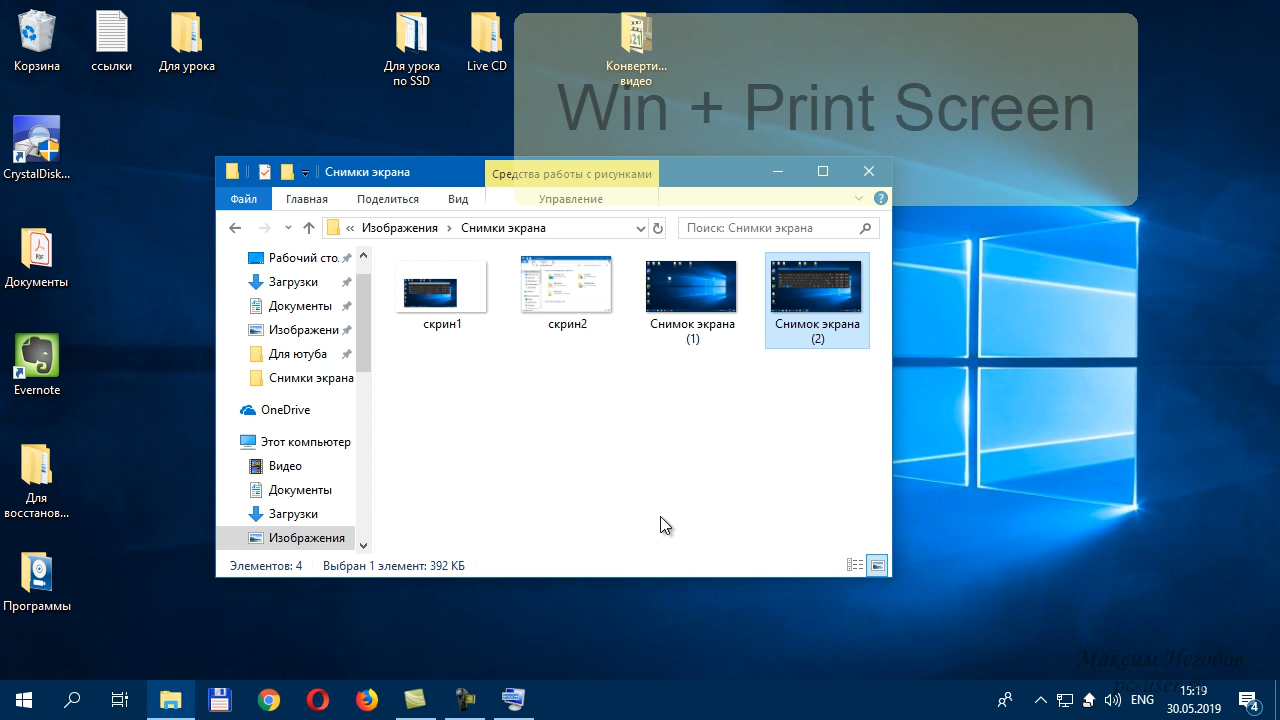 Корзина
ссылки
Для урока
Для урока
по SSD
Live CD
Конверти...
видео
Win + Print Screen
CrystalDisk...
Документы
Evernote
Для
восстанов...
Программы
Снимки экрана
Средства работы с рисунками
Файл
Главная
Поделиться
Вид
Управление
Изображения
Снимки экрана
Поиск: Снимки экрана
Рабочий сто.
Загрузки
Документы
Изображени
Для ютуба
Снимки экрана
OneDrive
Этот компьютер
Видео
Документы
Загрузки
Изображения
скрин1
скрин2
Снимок экрана
(1)
Снимок экрана
(2)
Элементов: 4
Выбран 1 элемент: 392 КБ
Максим Негодов
ENG
15:19
30.05.2019
4